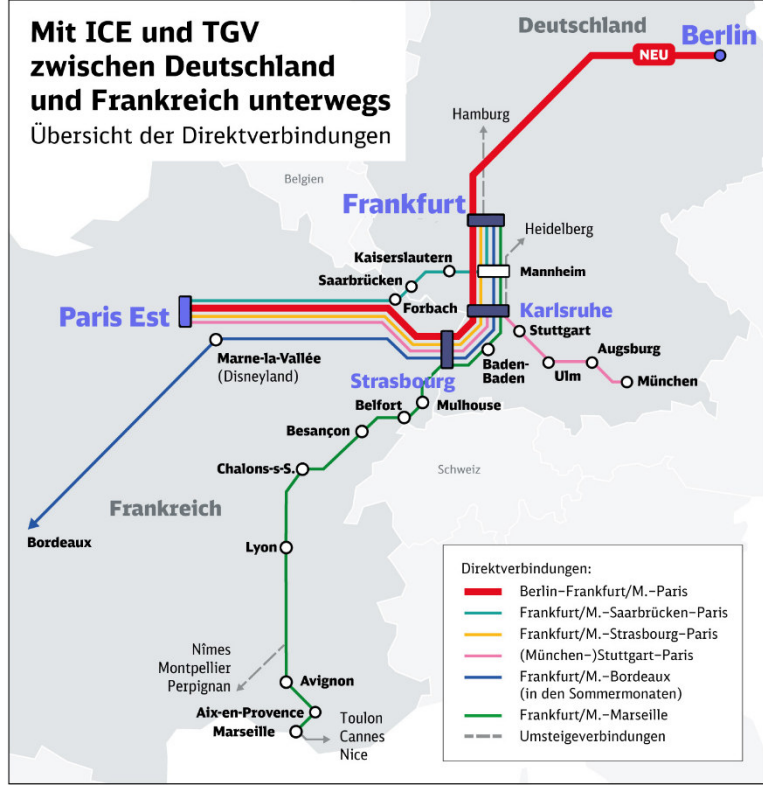 Mit ICE und TGV
zwischen Deutschland
und Frankreich unterwegs
Übersicht der Direktverbindungen
Deutschland
Berlin
NEU
Hamburg
Belgien
Frankfurt
Heidelberg
Kaiserslautern
Saarbrücken
Mannheim
Forbach
Paris Est
Karlsruhe
Stuttgart
Augsburg
Marne-la-Vallée
(Disneyland)
Strasbourg
Baden-
Baden
Ulm
München
Belfort
Mulhouse
Besançon
Chalons-s-S.
Schweiz
Frankreich
Bordeaux
Lyon
Nîmes
Montpellier
Perpignan
Avignon
Aix-en-Provence
Marseille
Toulon
Cannes
Nice
Direktverbindungen:
Berlin–Frankfurt/M.–Paris
Frankfurt/M.–Saarbrücken–Paris
Frankfurt/M.–Strasbourg–Paris
(München–)Stuttgart–Paris
Frankfurt/M.–Bordeaux
(in den Sommermonaten)
Frankfurt/M.–Marseille
Umsteigeverbindungen